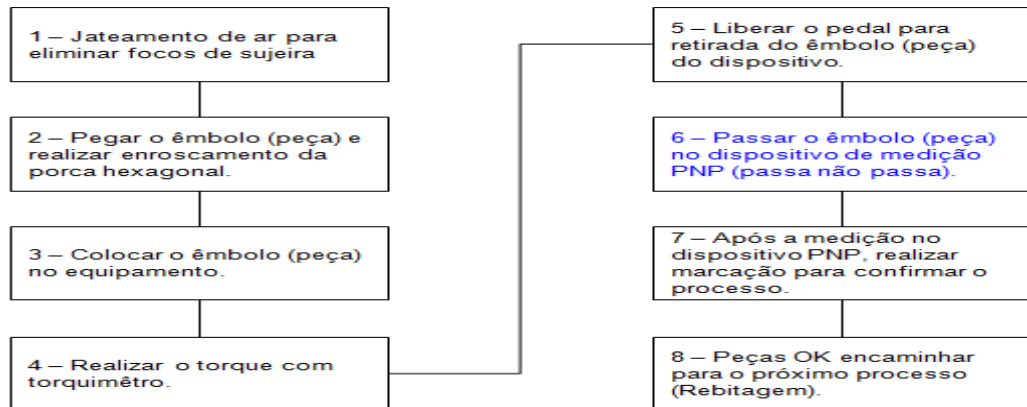 1 – Jateamento de ar para
eliminar focos de sujeira
2 – Pegar o êmbolo (peça) e
realizar enroscamento da
porca hexagonal.
3 – Colocar o êmbolo (peça)
no equipamento.
4 – Realizar o torque com
torquimêtro.
5 – Liberar o pedal para
retirada do êmbolo (peça)
do dispositivo.
6 – Passar o êmbolo (peça)
no dispositivo de medição
PNP (passa não passa).
7 – Após a medição no
dispositivo PNP, realizar
marcação para confirmar o
processo.
8 – Peças OK encaminhar
para o próximo processo
(Rebitagem).